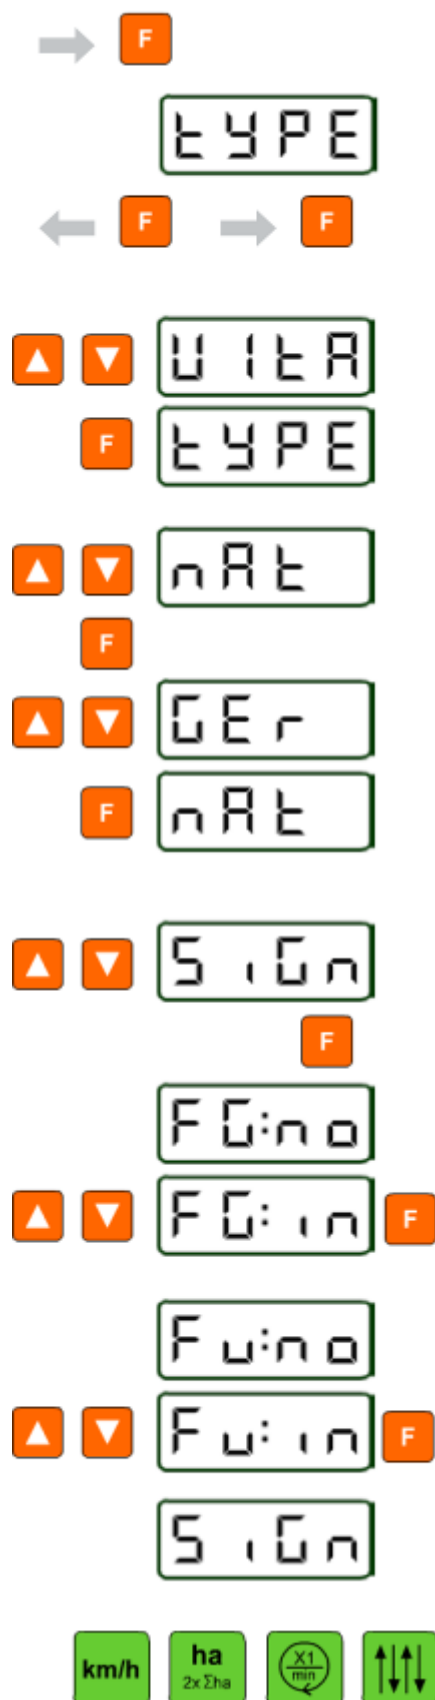 F
tYPE
F F
V1tA
F tYPE
nAt
F
GEr
F nAt
SiGn
F
FG:no
FG:in F
Fu:no
Fu:in F
SiGn
km/h ha X1
2x Σha min